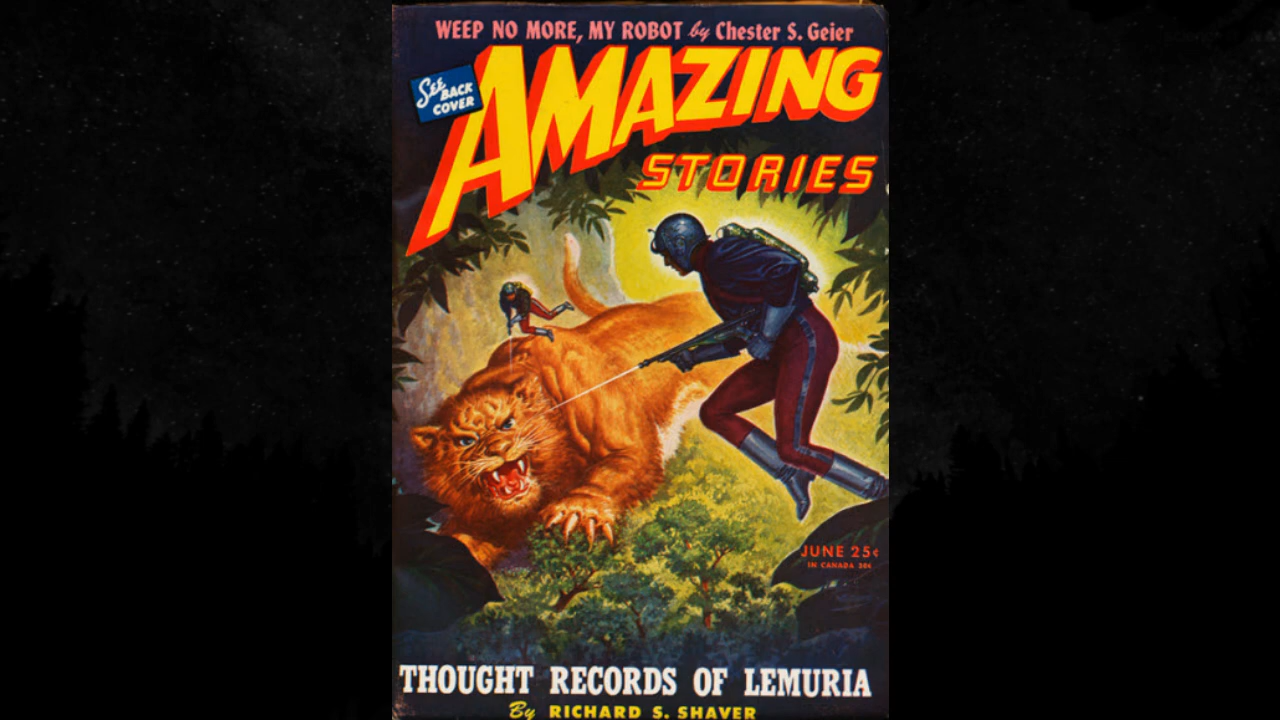 WEEP NO MORE, MY ROBOT by Chester S. Geier
See BACK COVER
AMAZING
STORIES
JUNE 25¢
IN CANADA 30¢
THOUGHT RECORDS OF LEMURIA
By RICHARD S. SHAVER